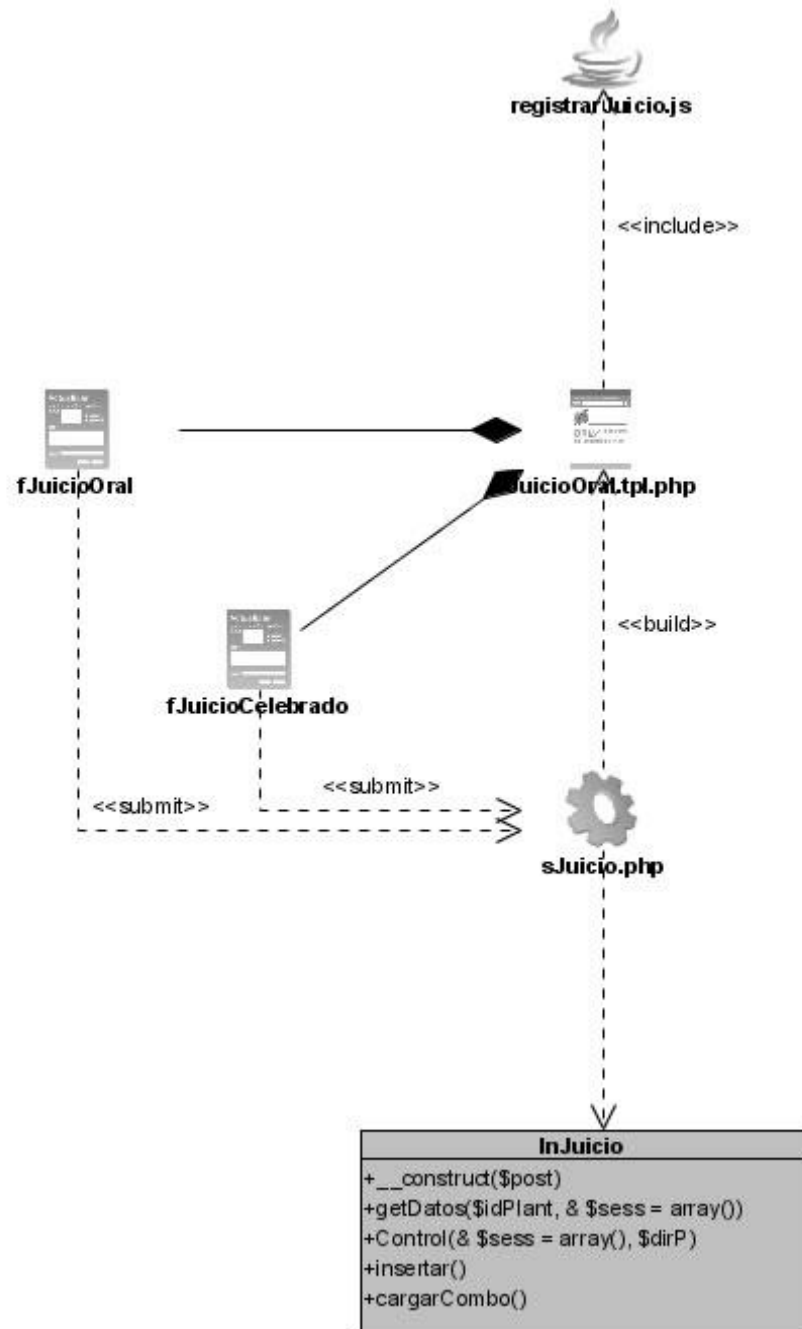 registrarJuicio.js
<<include>>
fJuicioOral
JuicioOral.tpl.php
<<build>>
fJuicioCelebrado
<<submit>>
<<submit>>
sJuicio.php
InJuicio
+__construct($post)
+getDatos($idPlant, & $sess = array())
+Control(& $sess = array(), $dirP)
+insertar()
+cargarCombo()